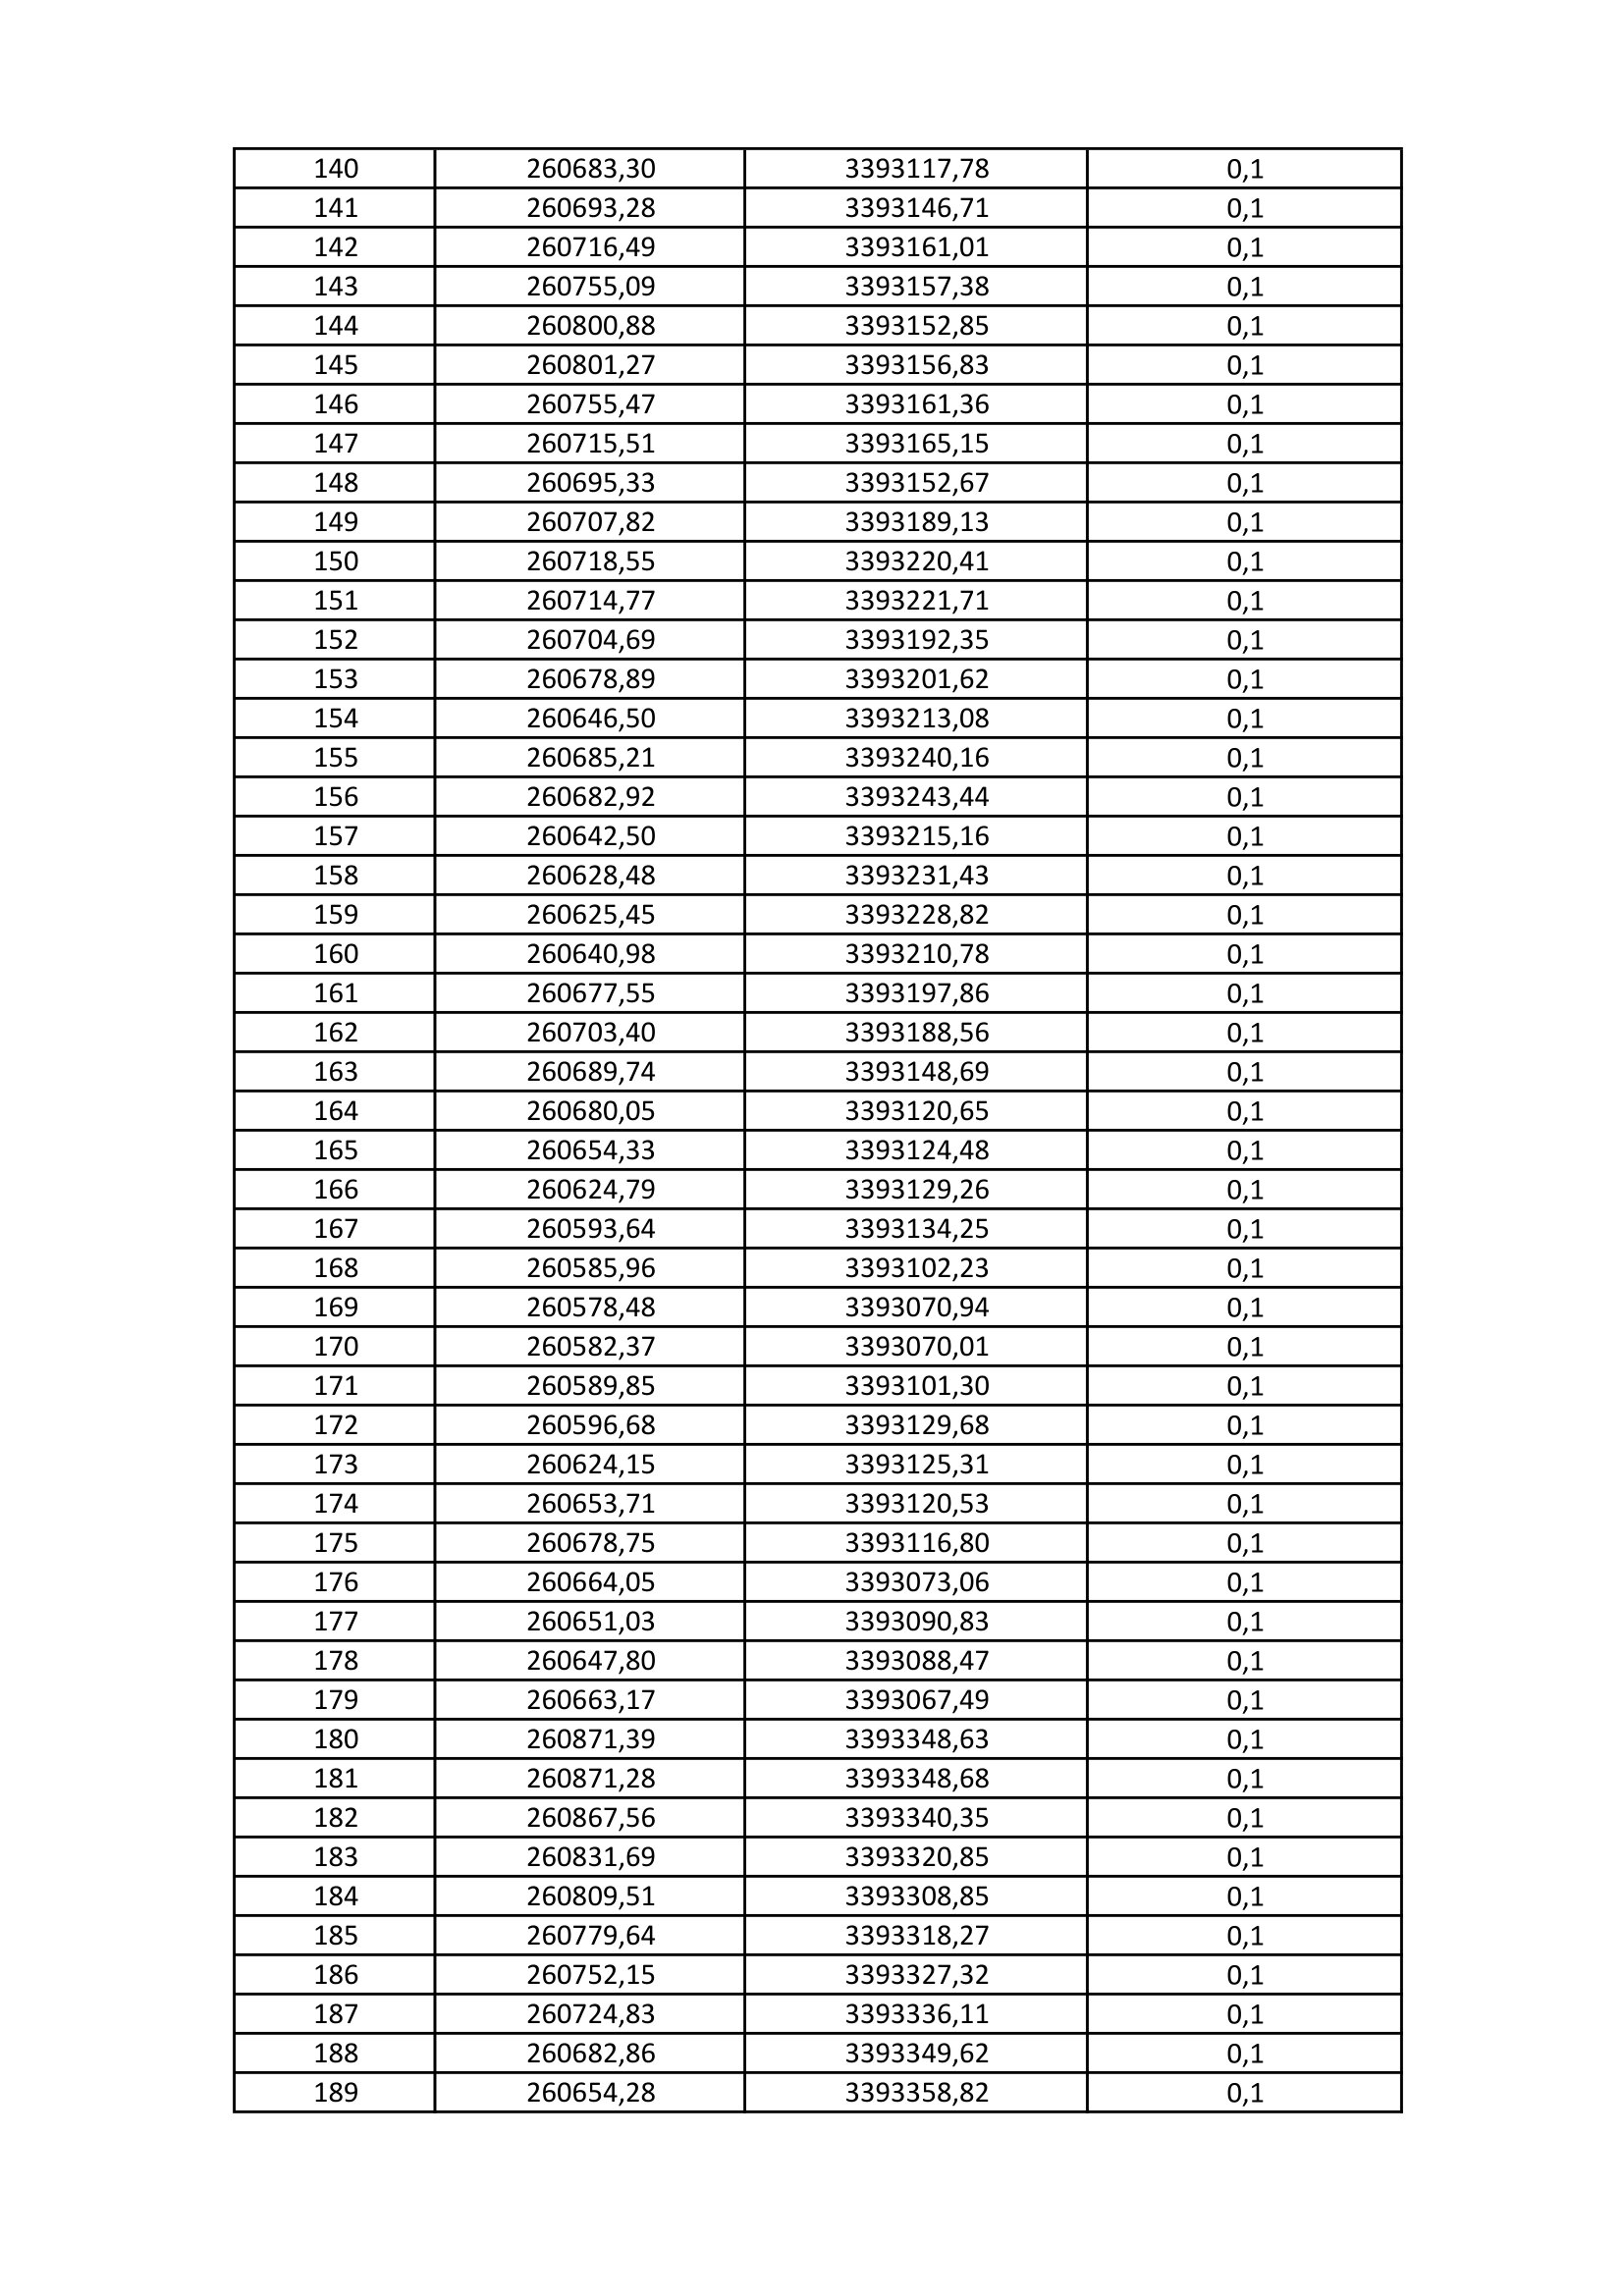 140 260683,30 3393117,78 0,1
141 260693,28 3393146,71 0,1
142 260716,49 3393161,01 0,1
143 260755,09 3393157,38 0,1
144 260800,88 3393152,85 0,1
145 260801,27 3393156,83 0,1
146 260755,47 3393161,36 0,1
147 260715,51 3393165,15 0,1
148 260695,33 3393152,67 0,1
149 260707,82 3393189,13 0,1
150 260718,55 3393220,41 0,1
151 260714,77 3393221,71 0,1
152 260704,69 3393192,35 0,1
153 260678,89 3393201,62 0,1
154 260646,50 3393213,08 0,1
155 260685,21 3393240,16 0,1
156 260682,92 3393243,44 0,1
157 260642,50 3393215,16 0,1
158 260628,48 3393231,43 0,1
159 260625,45 3393228,82 0,1
160 260640,98 3393210,78 0,1
161 260677,55 3393197,86 0,1
162 260703,40 3393188,56 0,1
163 260689,74 3393148,69 0,1
164 260680,05 3393120,65 0,1
165 260654,33 3393124,48 0,1
166 260624,79 3393129,26 0,1
167 260593,64 3393134,25 0,1
168 260585,96 3393102,23 0,1
169 260578,48 3393070,94 0,1
170 260582,37 3393070,01 0,1
171 260589,85 3393101,30 0,1
172 260596,68 3393129,68 0,1
173 260624,15 3393125,31 0,1
174 260653,71 3393120,53 0,1
175 260678,75 3393116,80 0,1
176 260664,05 3393073,06 0,1
177 260651,03 3393090,83 0,1
178 260647,80 3393088,47 0,1
179 260663,17 3393067,49 0,1
180 260871,39 3393348,63 0,1
181 260871,28 3393348,68 0,1
182 260867,56 3393340,35 0,1
183 260831,69 3393320,85 0,1
184 260809,51 3393308,85 0,1
185 260779,64 3393318,27 0,1
186 260752,15 3393327,32 0,1
187 260724,83 3393336,11 0,1
188 260682,86 3393349,62 0,1
189 260654,28 3393358,82 0,1